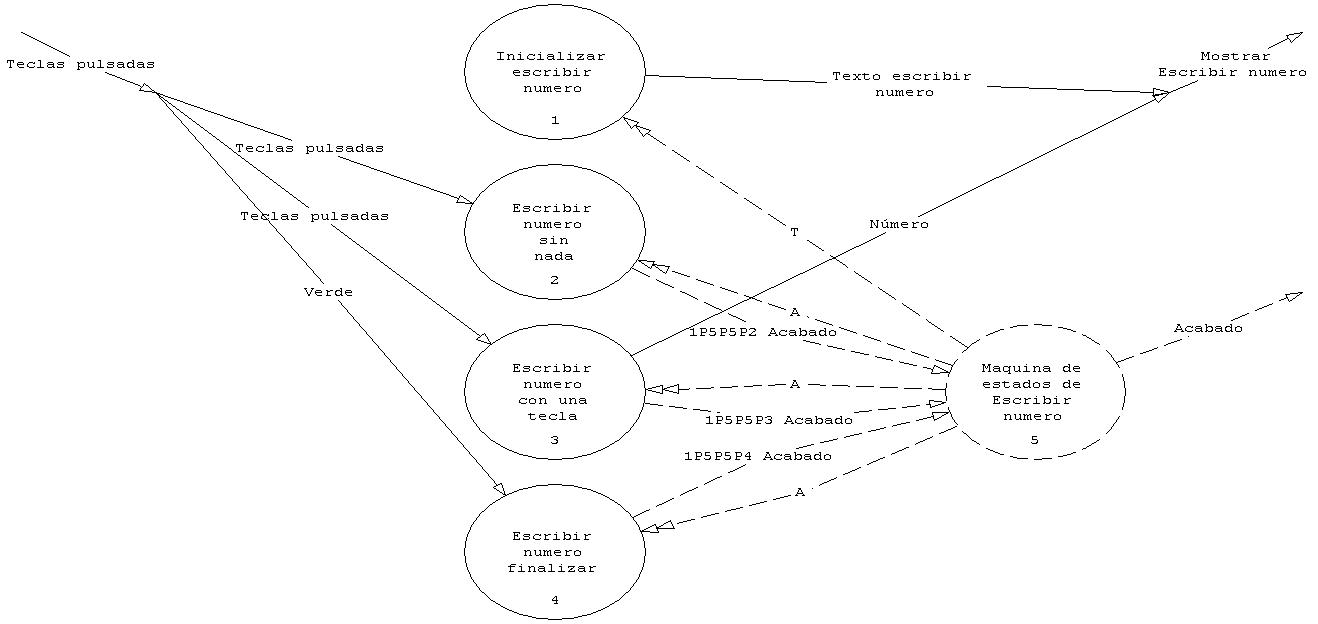 Teclas pulsadas
Inicializar
escribir
numero
1
Texto escribir
numero
Mostrar
Escribir numero
Teclas pulsadas
Teclas pulsadas
Verde
Escribir
numero
sin
nada
2
T
Número
A
1P5P5P2 Acabado
Acabado
Escribir
numero
con una
tecla
3
A
1P5P5P3 Acabado
1P5P5P4 Acabado
A
Maquina de
estados de
Escribir
numero
5
Escribir
numero
finalizar
4